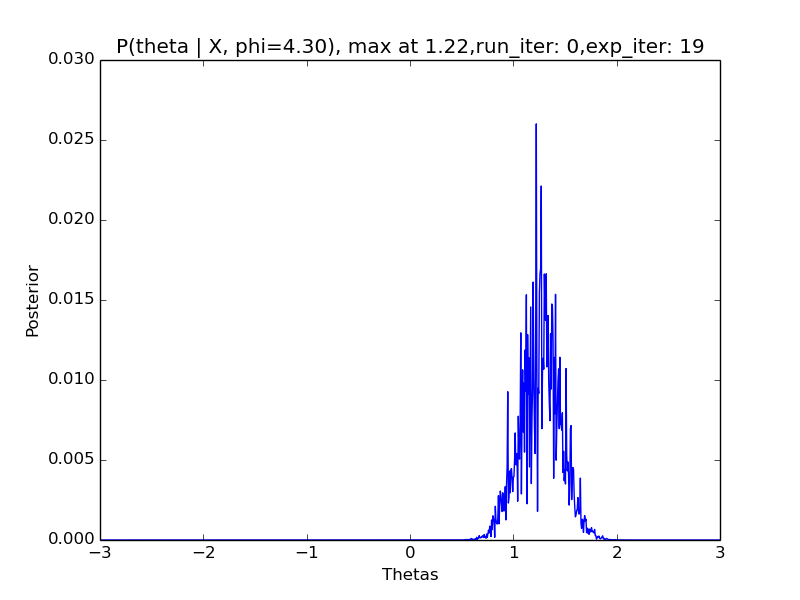 P(theta | X, phi=4.30), max at 1.22,run_iter: 0,exp_iter: 19
0.030
0.025
0.020
0.015
0.010
0.005
0.000
Posterior
−3 −2 −1 0 1 2 3
Thetas